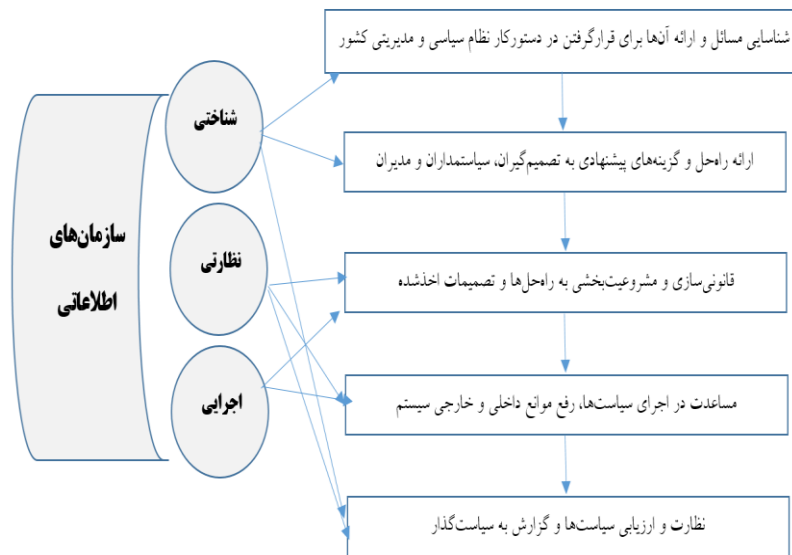 شناسایی مسائل و ارائه آن‌ها برای قرارگرفتن در دستورکار نظام سیاسی و مدیریتی کشور
شناختی
ارائه راه‌حل و گزینه‌های پیشنهادی به تصمیم‌گیران، سیاستمداران و مدیران
سازمان‌های
اطلاعاتی
نظارتی
قانونی‌سازی و مشروعیت‌بخشی به راه‌حل‌ها و تصمیمات اخذشده
اجرایی
مساعدت در اجرای سیاست‌ها، رفع موانع داخلی و خارجی سیستم
نظارت و ارزیابی سیاست‌ها و گزارش به سیاست‌گذار